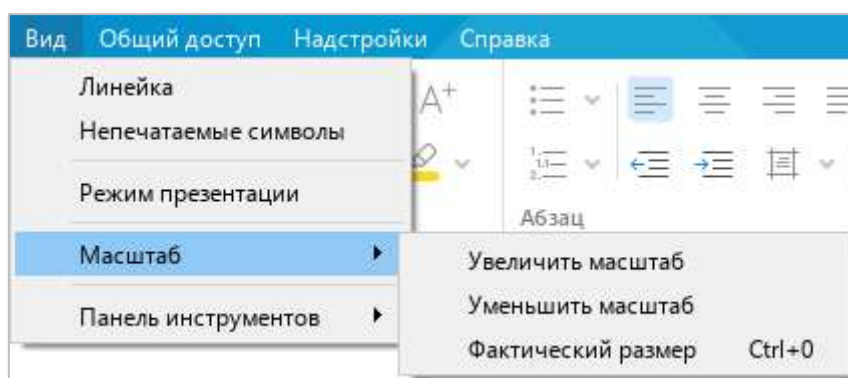 Вид Общий доступ Надстройки Справка
Линейка
Непечатаемые символы
Режим презентации
Абзац
Масштаб
Увеличить масштаб
Уменьшить масштаб
Панель инструментов
Фактический размер Ctrl+0